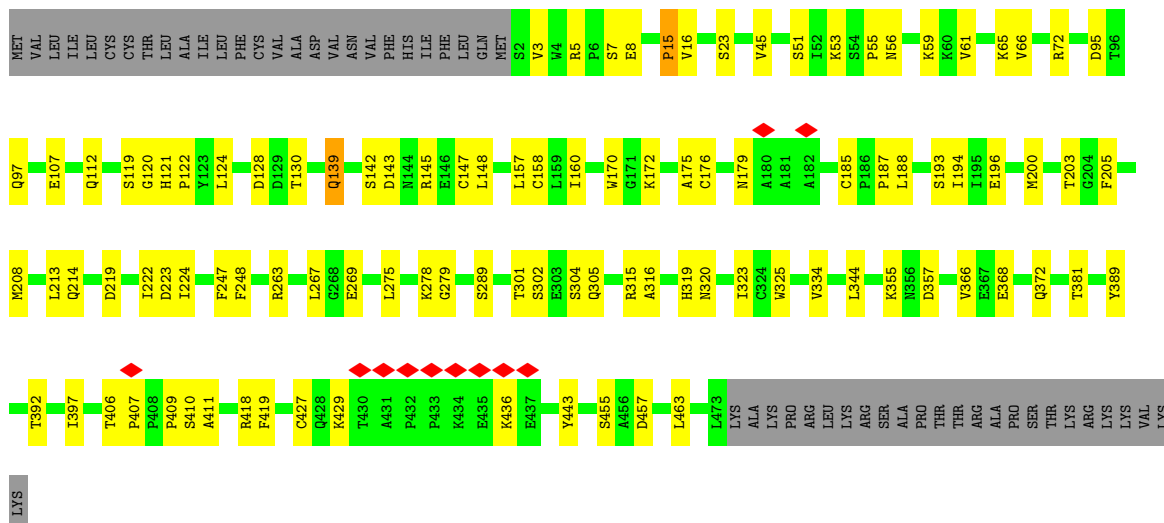 MET VAL LEU ILE LEU CYS CYS THR LEU ALA ILE LEU PHE CYS VAL ALA ASP VAL ASN VAL PHE HIS ILE PHE LEU GLN MET S2 V3 W4 R5 P6 S7 E8 P15 V16 S23 V45 S51 I52 K53 S54 P55 N56 K59 K60 V61 K65 V66 R72 D95 T96
Q97 E107 Q112 S119 G120 H121 P122 Y123 L124 D128 D129 T130 Q139 S142 D143 N144 R145 E146 C147 L148 L157 C158 L159 I160 W170 G171 K172 A175 C176 N179 A180 A181 A182 C185 P186 P187 L188 S193 I194 I195 E196 M200 T203 G204 F205
M208 L213 Q214 D219 I222 D223 I224 F247 F248 R263 L267 G268 E269 L275 K278 G279 S289 T301 S302 E303 S304 Q305 R315 A316 H319 N320 I323 C324 W325 V334 L344 K355 N356 D357 V366 E367 E368 Q372 T381 Y389
T392 I397 T406 P407 P408 P409 S410 A411 R418 F419 C427 Q428 K429 T430 A431 P432 P433 K434 E435 K436 E437 Y443 S455 A456 D457 L463 L473 LYS ALA LYS PRO ARG LEU LYS ARG SER ALA PRO THR THR ARG ALA PRO SER THR LYS ARG LYS LYS VAL LYS
LYS